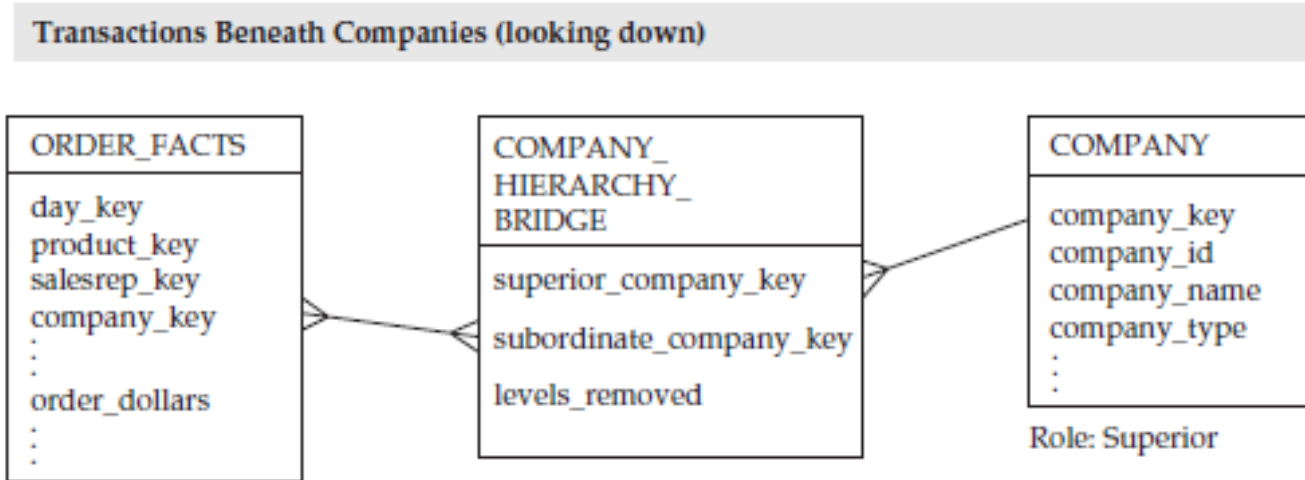 Transactions Beneath Companies (looking down)
ORDER_FACTS
day_key
product_key
salesrep_key
company_key
:
:
order_dollars
:
:
COMPANY_
HIERARCHY_
BRIDGE
superior_company_key
subordinate_company_key
levels_removed
COMPANY
company_key
company_id
company_name
company_type
:
:
Role: Superior